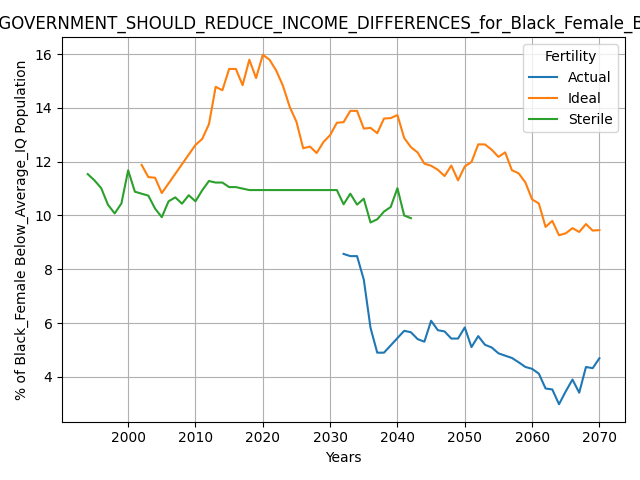 GOVERNMENT_SHOULD_REDUCE_INCOME_DIFFERENCES_for_Black_Female_B
Fertility
Actual
Ideal
Sterile
% of Black_Female Below_Average_IQ Population
16
14
12
10
8
6
4
2000
2010
2020
2030
2040
2050
2060
2070
Years